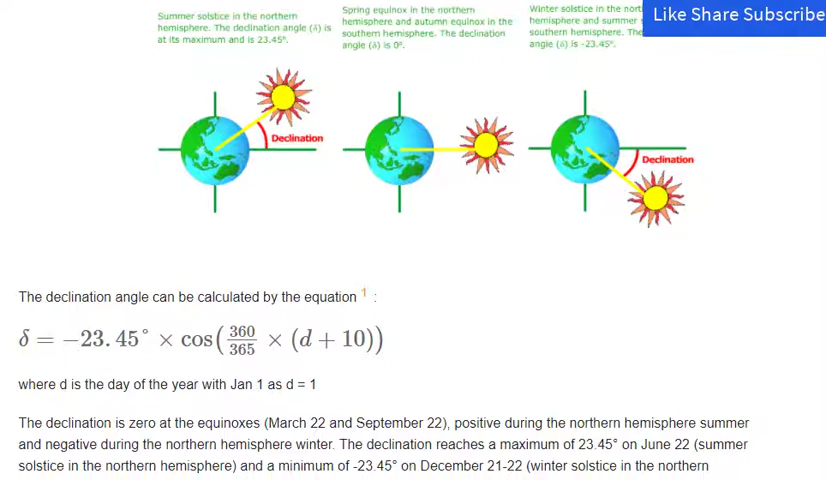 Summer solstice in the northern
hemisphere. The declination angle (δ) is
at its maximum and is 23.45°.
Spring equinox in the northern
hemisphere and autumn equinox in the
southern hemisphere. The declination
angle (δ) is 0°.
Winter solstice in the nort
hemisphere and summer
southern hemisphere. The
angle (δ) is -23.45°.
Like Share Subscribe
Declination
Declination
The declination angle can be calculated by the equation 1 :
δ = −23.45° × cos(360/365 × (d + 10))
where d is the day of the year with Jan 1 as d = 1
The declination is zero at the equinoxes (March 22 and September 22), positive during the northern hemisphere summer
and negative during the northern hemisphere winter. The declination reaches a maximum of 23.45° on June 22 (summer
solstice in the northern hemisphere) and a minimum of -23.45° on December 21-22 (winter solstice in the northern